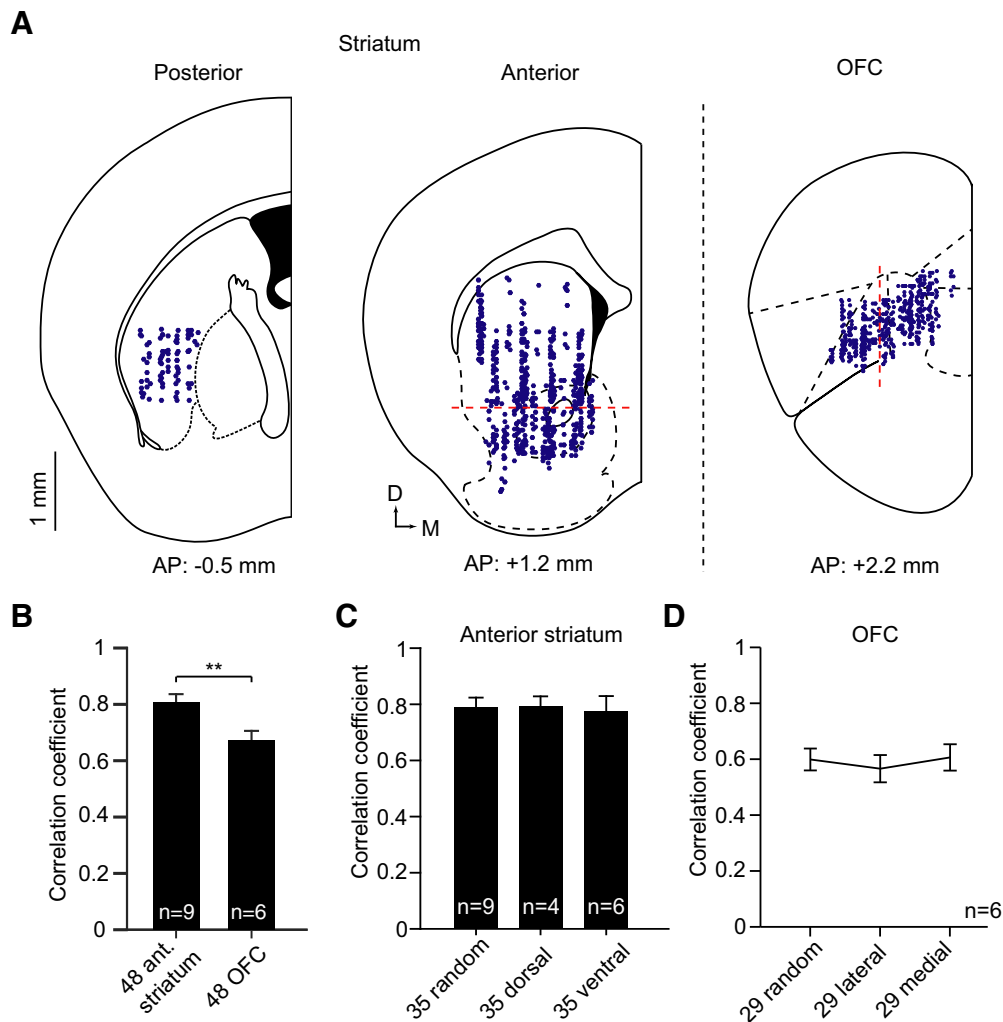 A
Striatum
Posterior
Anterior
OFC
1 mm
D
M
AP: -0.5 mm
AP: +1.2 mm
AP: +2.2 mm
B
Correlation coefficient
1
0.8
0.6
0.4
0.2
0
**
n=9
n=6
48 ant.
striatum
48 OFC
C
Anterior striatum
Correlation coefficient
1
0.8
0.6
0.4
0.2
0
n=9
n=4
n=6
35 random
35 dorsal
35 ventral
D
OFC
Correlation coefficient
1
0.8
0.6
0.4
0.2
0
n=6
29 random
29 lateral
29 medial